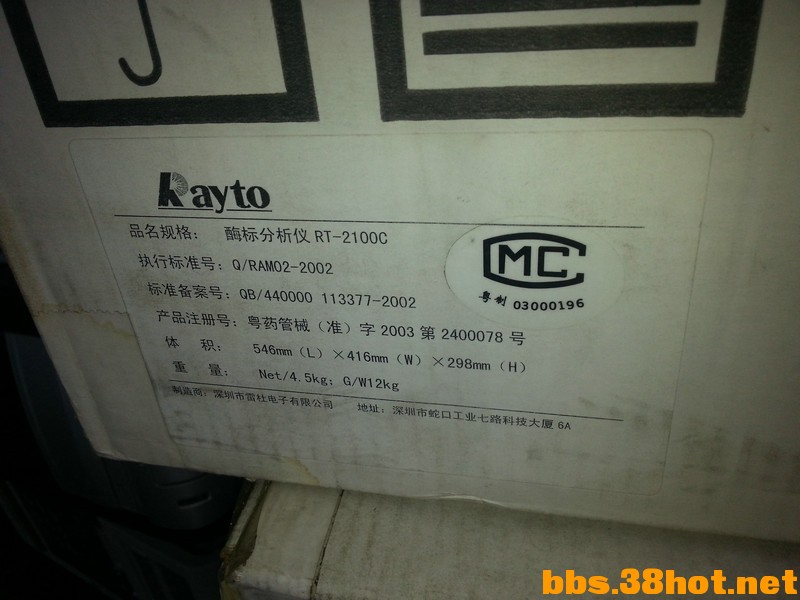 Rayto
品名规格: 酶标分析仪 RT-2100C
执行标准号: Q/RAM02-2002
标准备案号: QB/440000 113377-2002
产品注册号: 粤药管械（准）字 2003 第 2400078 号
体 积: 546mm（L）×416mm（W）×298mm（H）
重 量: Net/4.5kg; G/W12kg
制造商: 深圳市雷杜电子有限公司 地址: 深圳市蛇口工业七路科技大厦 6A
MC
粤制 03000196
bbs.38hot.net